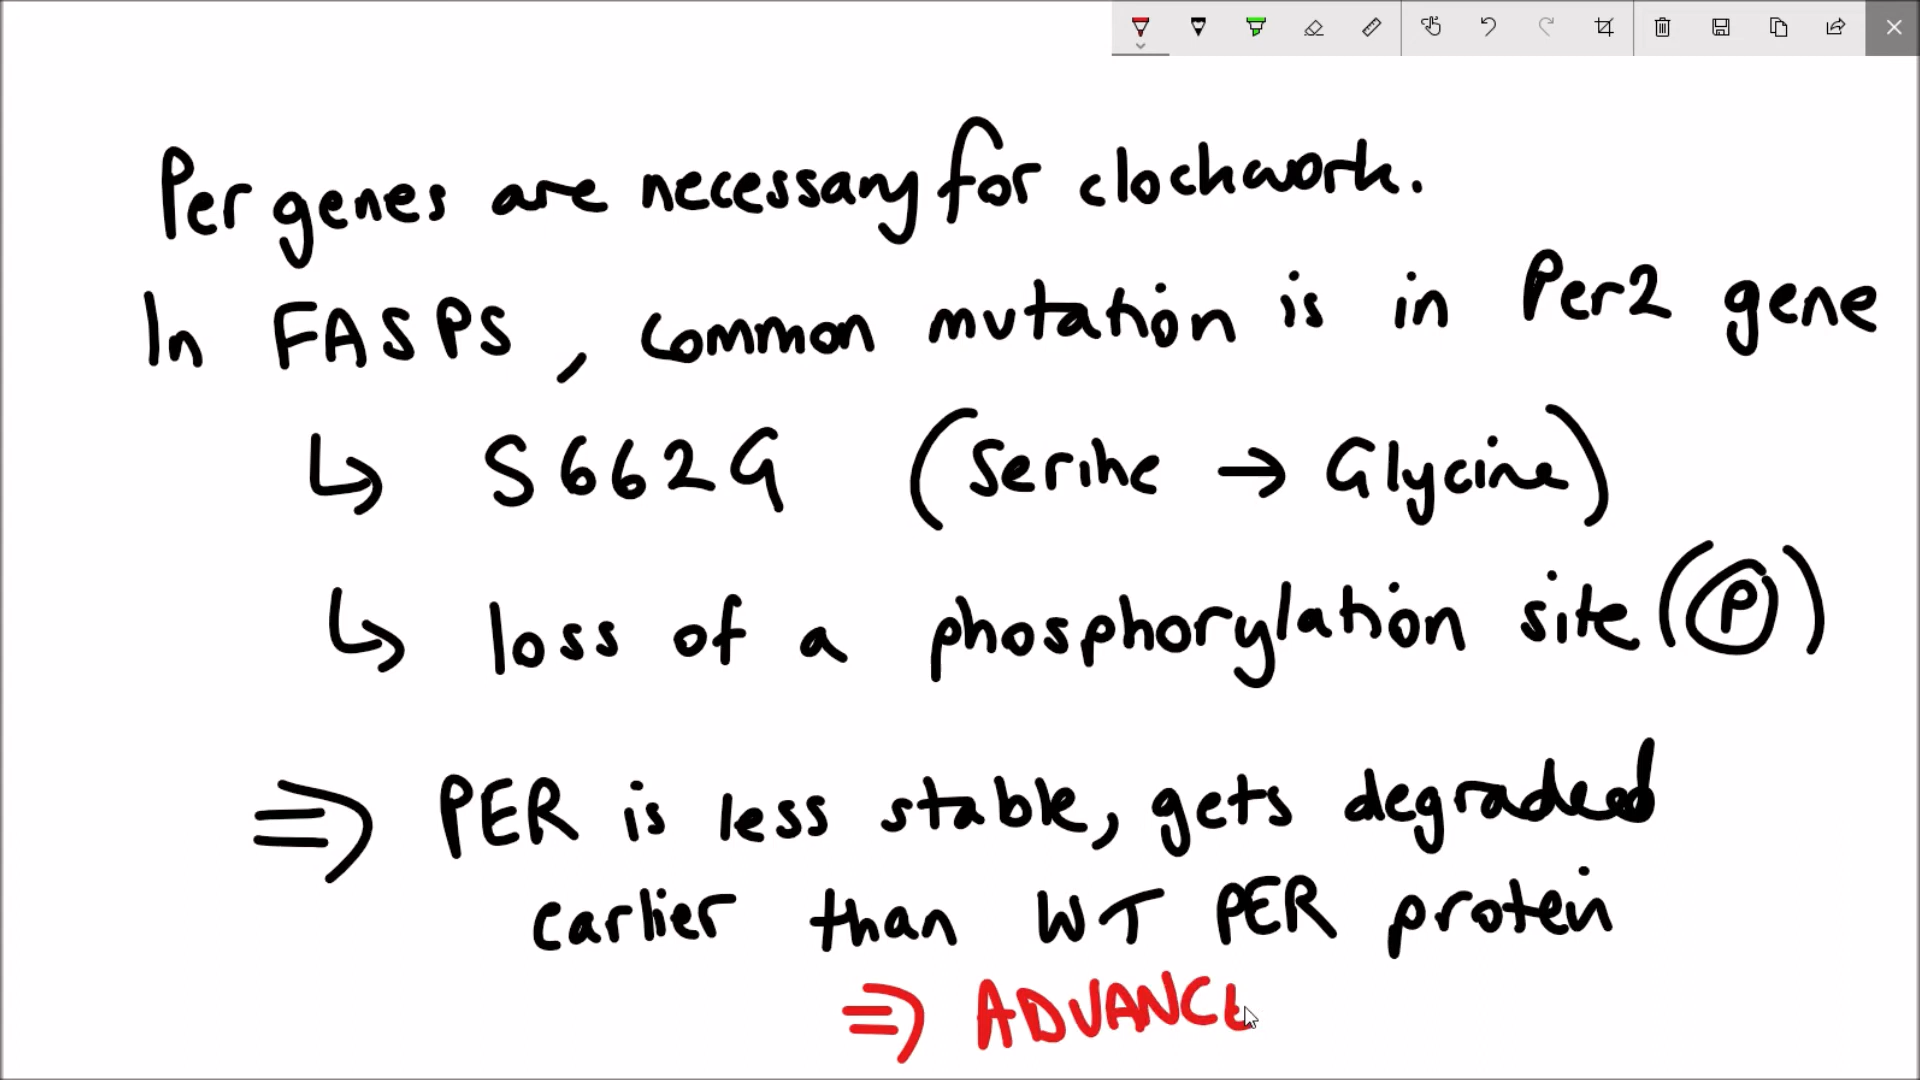 Per genes are necessary for clockwork.
In FASPS, common mutation is in Per2 gene
↳ S662G (Serine → Glycine)
↳ loss of a phosphorylation site (Ⓟ)
⇒ PER is less stable, gets degraded
earlier than WT PER protein
⇒ ADVANCE